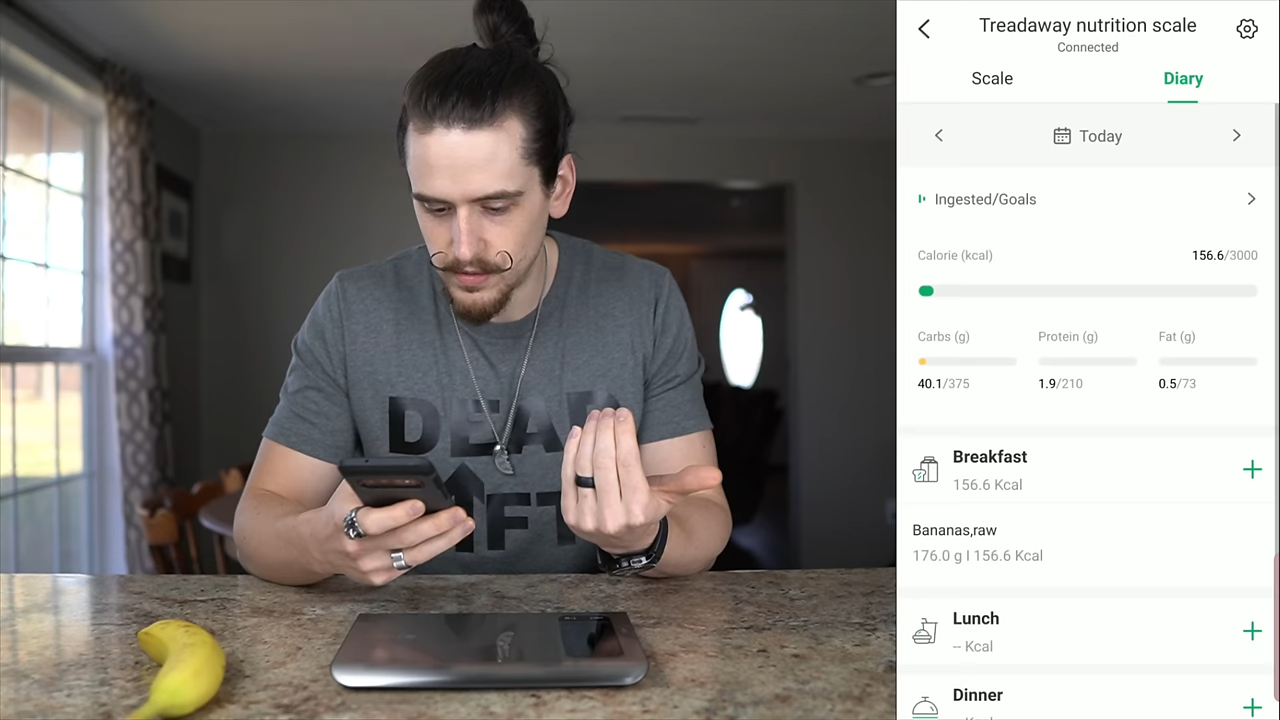 DEAD
LIFT
Treadaway nutrition scale
Connected
Scale
Diary
Today
Ingested/Goals
Calorie (kcal)
156.6/3000
Carbs (g)
Protein (g)
Fat (g)
40.1/375
1.9/210
0.5/73
Breakfast
156.6 Kcal
Bananas,raw
176.0 g I 156.6 Kcal
Lunch
-- Kcal
Dinner